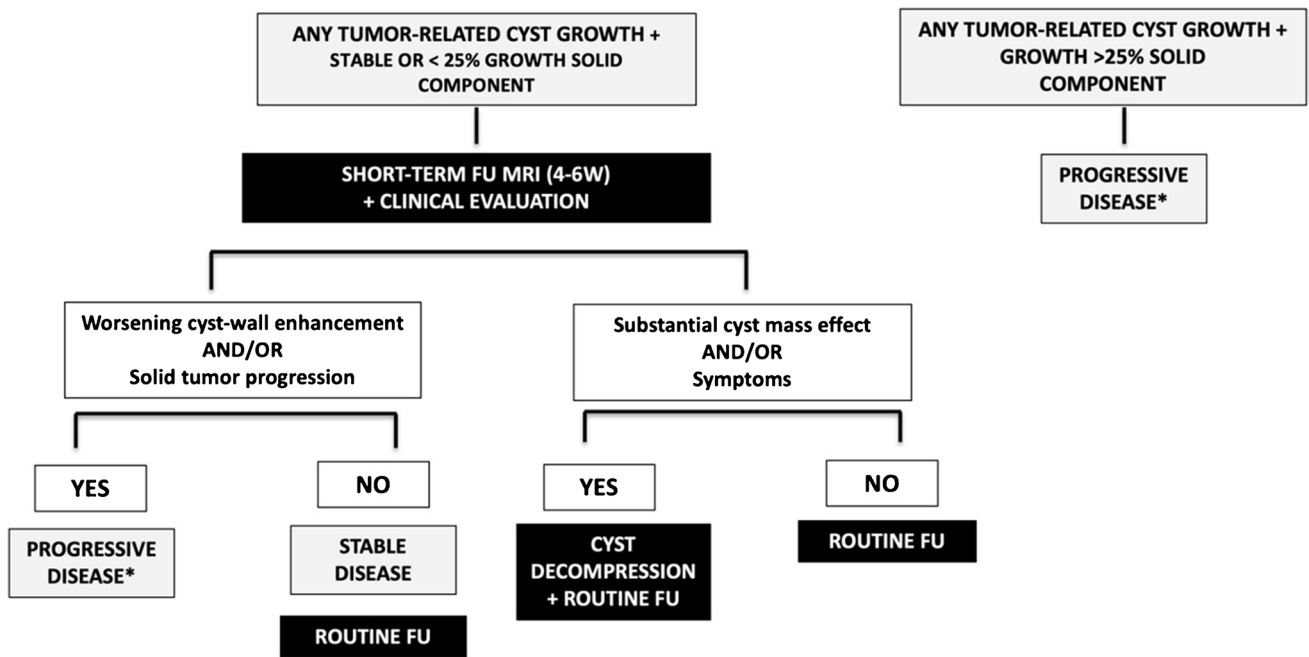 ANY TUMOR-RELATED CYST GROWTH +
STABLE OR < 25% GROWTH SOLID
COMPONENT
ANY TUMOR-RELATED CYST GROWTH +
GROWTH >25% SOLID
COMPONENT
SHORT-TERM FU MRI (4-6W)
+ CLINICAL EVALUATION
PROGRESSIVE
DISEASE*
Worsening cyst-wall enhancement
AND/OR
Solid tumor progression
Substantial cyst mass effect
AND/OR
Symptoms
YES
NO
YES
NO
PROGRESSIVE
DISEASE*
STABLE
DISEASE
ROUTINE FU
CYST
DECOMPRESSION
+ ROUTINE FU
ROUTINE FU